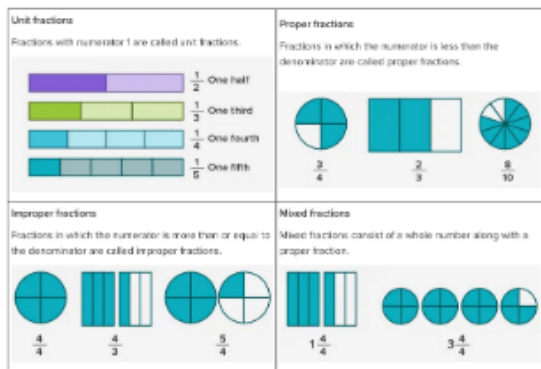 Unit fractions
Fractions with numerator 1 are called unit fractions.
1/2 One half
1/3 One third
1/4 One fourth
1/5 One fifth
Proper fractions
Fractions in which the numerator is less than the
denominator are called proper fractions.
3/4 2/3 8/10
Improper fractions
Fractions in which the numerator is more than or equal to
the denominator are called improper fractions.
4/4 4/3 5/4
Mixed fractions
Mixed fractions consist of a whole number along with a
proper fraction.
1 4/4 3 4/4